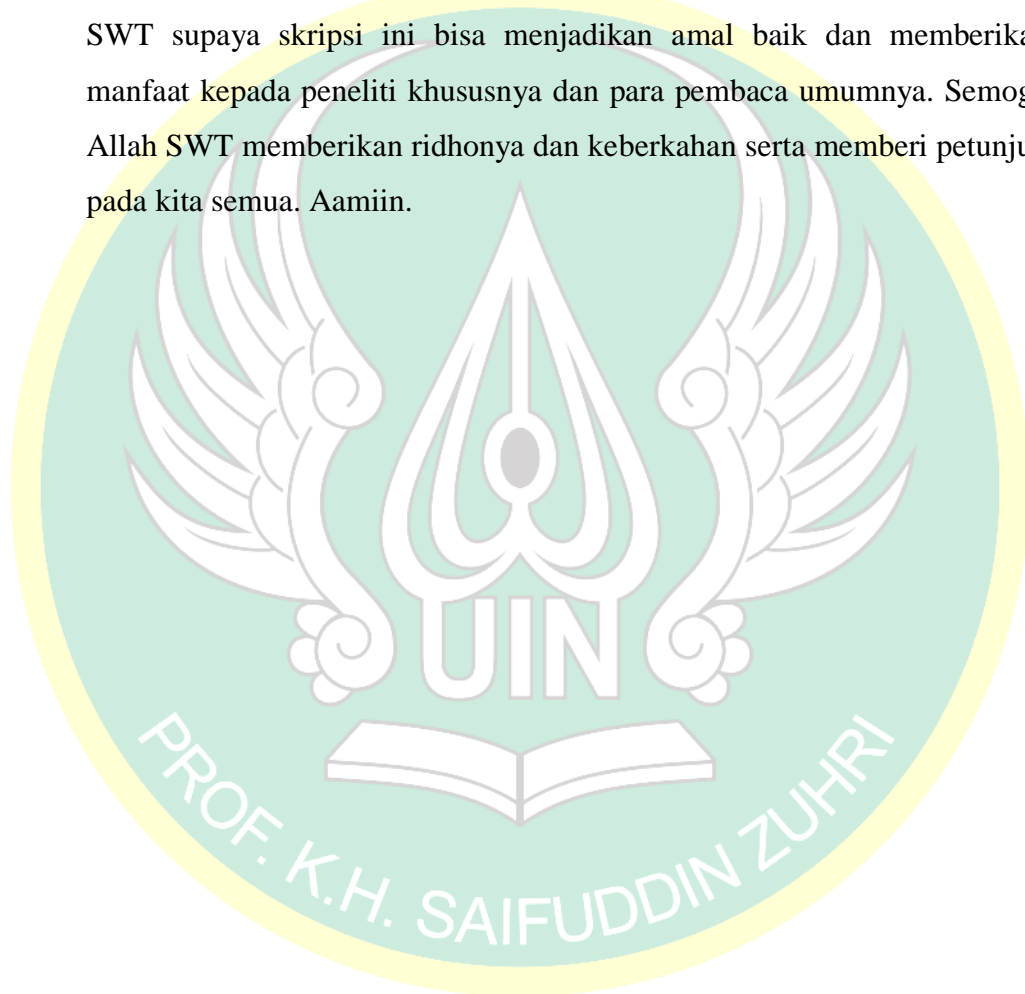 SWT supaya skripsi ini bisa menjadikan amal baik dan memberika
manfaat kepada peneliti khususnya dan para pembaca umumnya. Semog
Allah SWT memberikan ridhonya dan keberkahan serta memberi petunju
pada kita semua. Aamiin.
UIN
PROF. K.H. SAIFUDDIN ZUHRI